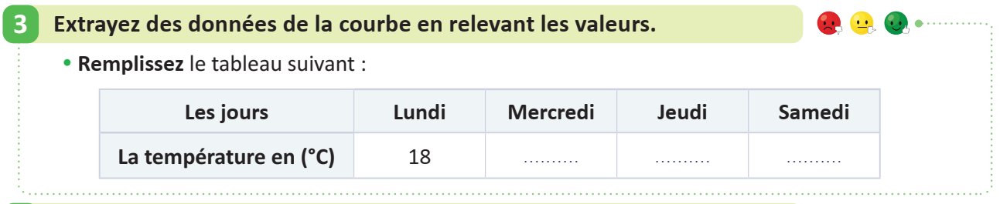 3 Extrayez des données de la courbe en relevant les valeurs.
• Remplissez le tableau suivant :
Les jours Lundi Mercredi Jeudi Samedi
La température en (°C) 18 .......... .......... ..........